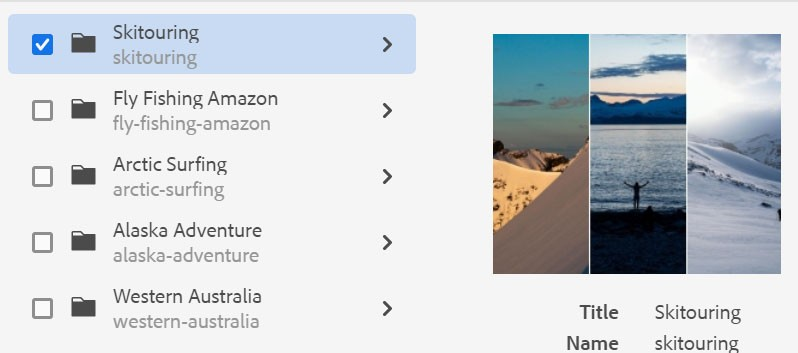 Skitouring
skitouring
Fly Fishing Amazon
fly-fishing-amazon
Arctic Surfing
arctic-surfing
Alaska Adventure
alaska-adventure
Western Australia
western-australia
Title Skitouring
Name skitouring